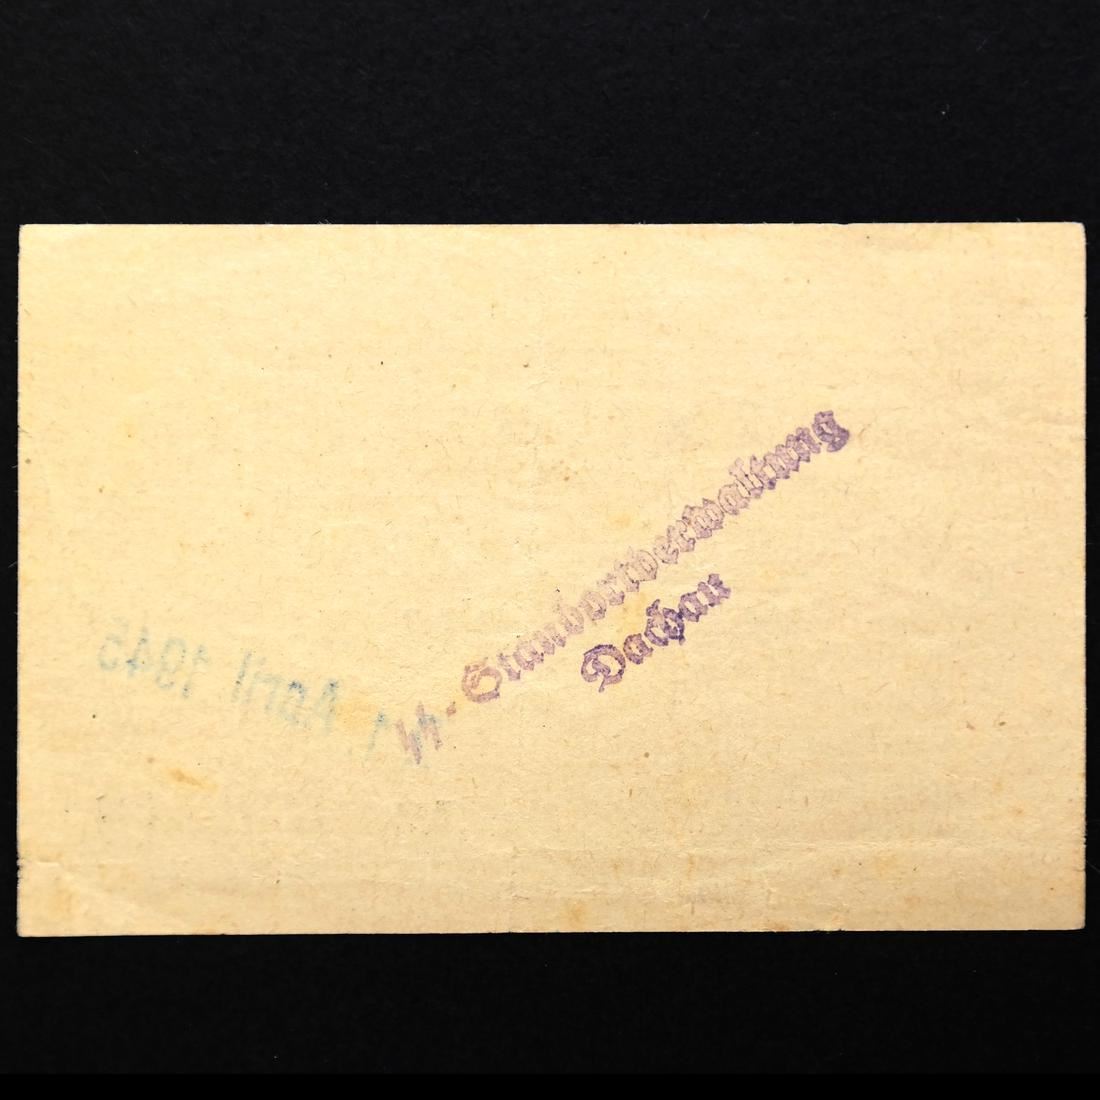 SS-Standortverwaltung
Dachau
April 1945